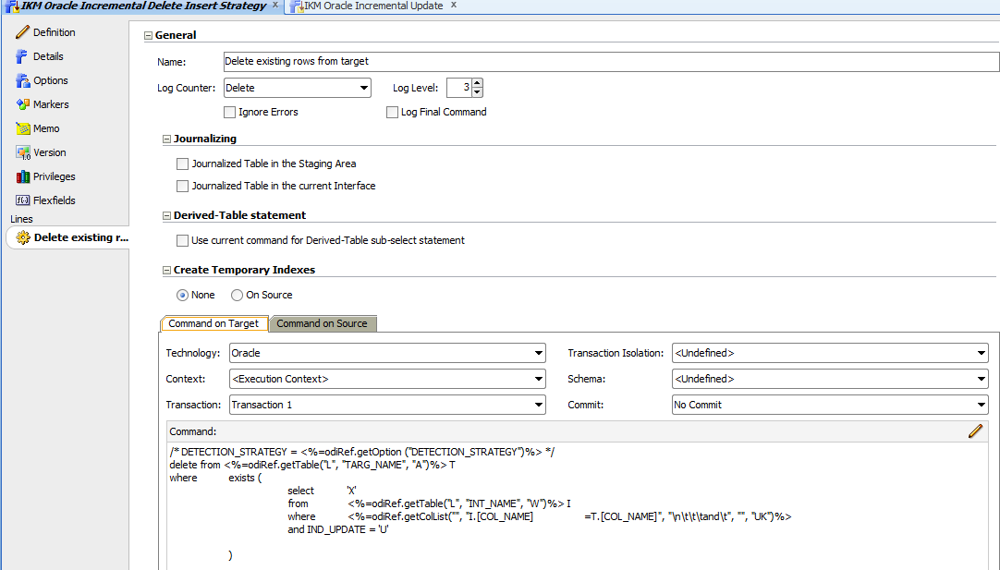 IKM Oracle Incremental Delete Insert Strategy x IKM Oracle Incremental Update x
Definition
Details
Options
Markers
Memo
1.0 Version
Privileges
f(.) Flexfields
Lines
Delete existing r...
General
Name: Delete existing rows from target
Log Counter: Delete Log Level: 3
Ignore Errors Log Final Command
Journalizing
Journalized Table in the Staging Area
Journalized Table in the current Interface
Derived-Table statement
Use current command for Derived-Table sub-select statement
Create Temporary Indexes
None On Source
Command on Target Command on Source
Technology: Oracle Transaction Isolation: <Undefined>
Context: <Execution Context> Schema: <Undefined>
Transaction: Transaction 1 Commit: No Commit
Command:
/* DETECTION_STRATEGY = <%=odiRef.getOption ("DETECTION_STRATEGY")%> */
delete from <%=odiRef.getTable("L", "TARG_NAME", "A")%> T
where exists (
select 'X'
from <%=odiRef.getTable("L", "INT_NAME", "W")%> I
where <%=odiRef.getColList("", "I.[COL_NAME] =T.[COL_NAME]", "\n\t\t\tand\t", "", "UK")%>
and IND_UPDATE = 'U'
)